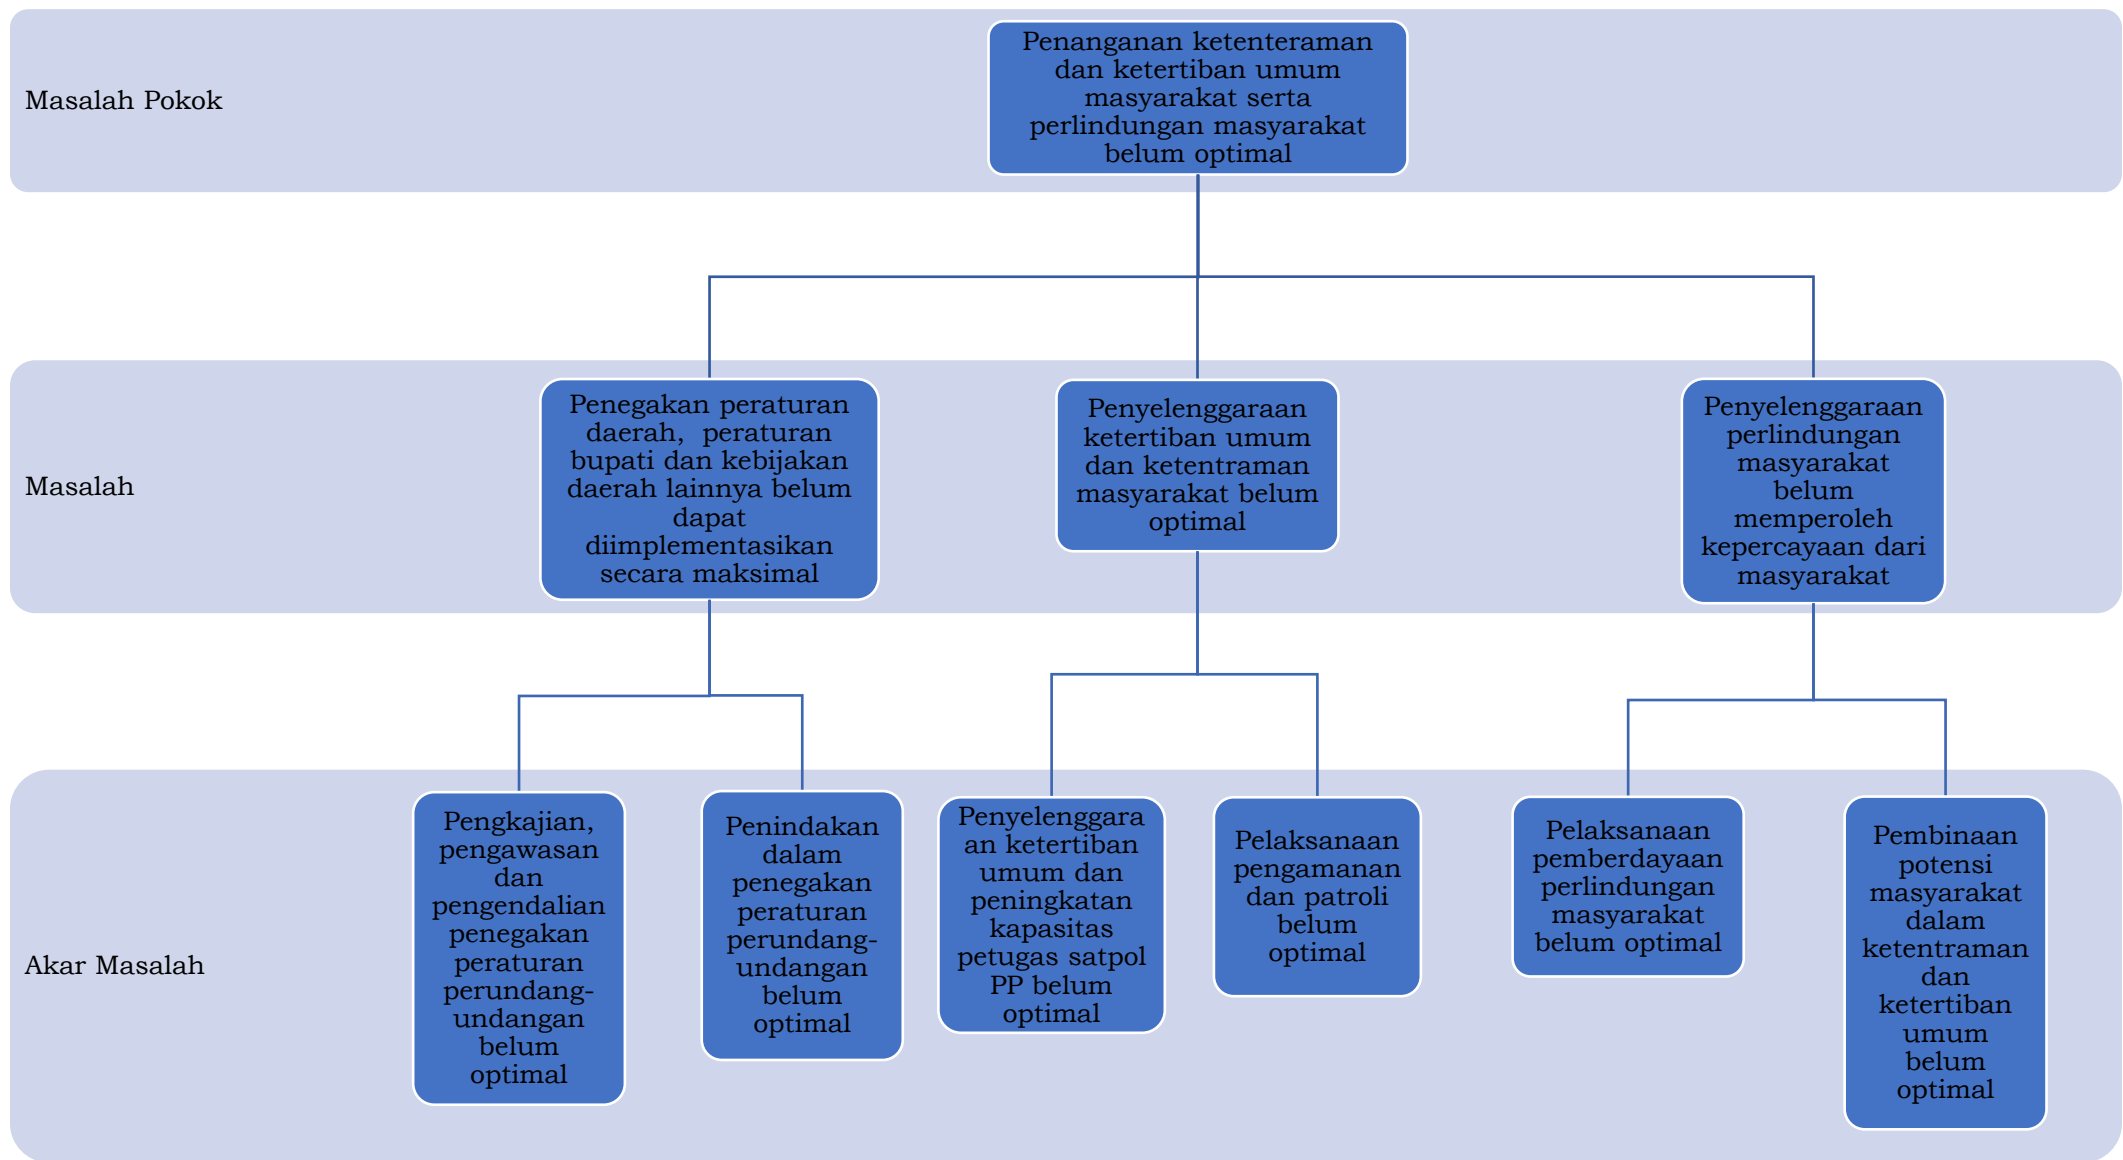 Masalah Pokok
Penanganan ketenteraman
dan ketertiban umum
masyarakat serta
perlindungan masyarakat
belum optimal
Masalah
Penegakan peraturan
daerah,  peraturan
bupati dan kebijakan
daerah lainnya belum
dapat
diimplementasikan
secara maksimal
Penyelenggaraan
ketertiban umum
dan ketentraman
masyarakat belum
optimal
Penyelenggaraan
perlindungan
masyarakat
belum
memperoleh
kepercayaan dari
masyarakat
Akar Masalah
Pengkajian,
pengawasan
dan
pengendalian
penegakan
peraturan
perundang-
undangan
belum
optimal
Penindakan
dalam
penegakan
peraturan
perundang-
undangan
belum
optimal
Penyelenggara
an ketertiban
umum dan
peningkatan
kapasitas
petugas satpol
PP belum
optimal
Pelaksanaan
pengamanan
dan patroli
belum
optimal
Pelaksanaan
pemberdayaan
perlindungan
masyarakat
belum optimal
Pembinaan
potensi
masyarakat
dalam
ketentraman
dan
ketertiban
umum
belum
optimal